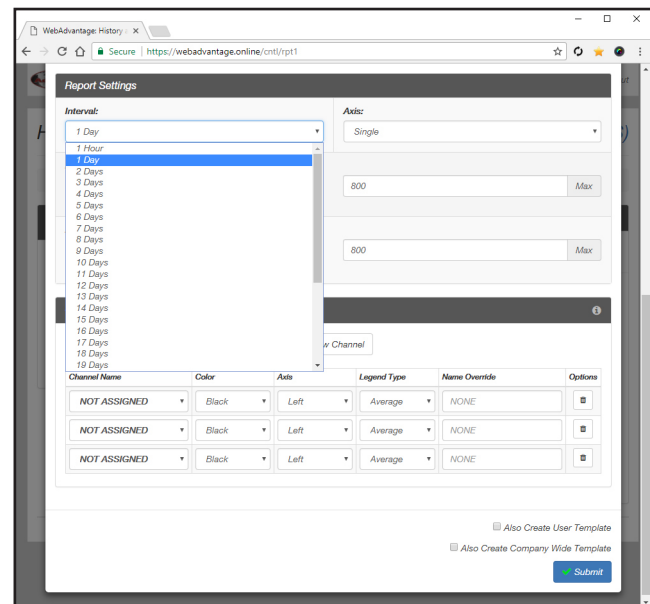 WebAdvantage: History
Secure | https://webadvantage.online/cntl/rpt1
Report Settings
Interval: Axis:
1 Day Single
1 Hour
1 Day
2 Days
3 Days
4 Days
5 Days
6 Days
7 Days
8 Days
9 Days
10 Days
11 Days
12 Days
13 Days
14 Days
15 Days
16 Days
17 Days
18 Days
19 Days
800 Max
800 Max
w Channel
Channel Name Color Axis Legend Type Name Override Options
NOT ASSIGNED Black Left Average NONE
NOT ASSIGNED Black Left Average NONE
NOT ASSIGNED Black Left Average NONE
Also Create User Template
Also Create Company Wide Template
Submit